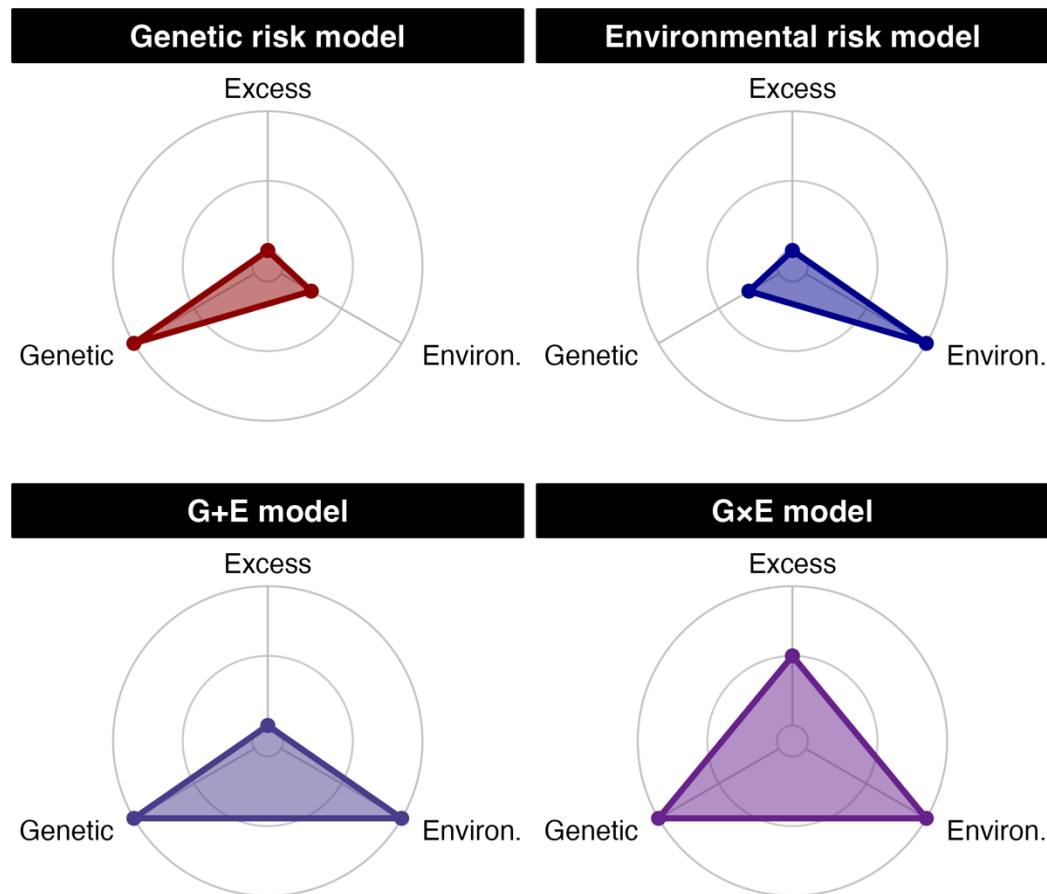 Genetic risk model
Environmental risk model
Excess
Excess
Genetic
Environ.
Genetic
Environ.
G+E model
G×E model
Excess
Excess
Genetic
Environ.
Genetic
Environ.